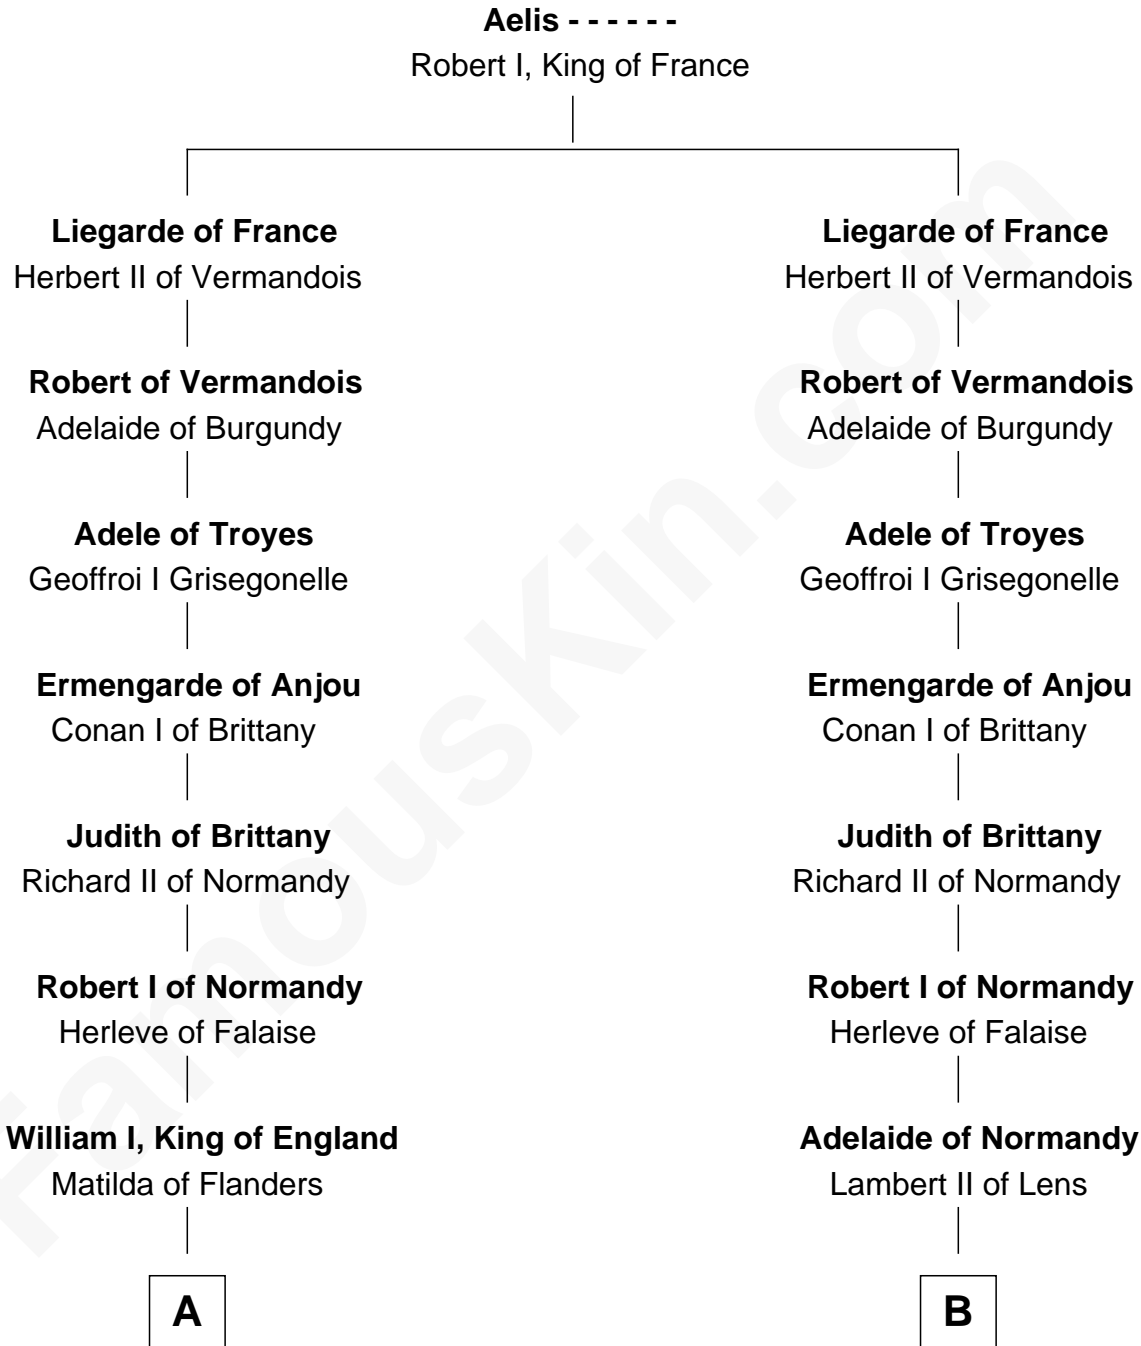 Aelis - - - - - -
Robert I, King of France
Liegarde of France
Herbert II of Vermandois
Robert of Vermandois
Adelaide of Burgundy
Adele of Troyes
Geoffroi I Grisegonelle
Ermengarde of Anjou
Conan I of Brittany
Judith of Brittany
Richard II of Normandy
Robert I of Normandy
Herleve of Falaise
William I, King of England
Matilda of Flanders
A
Liegarde of France
Herbert II of Vermandois
Robert of Vermandois
Adelaide of Burgundy
Adele of Troyes
Geoffroi I Grisegonelle
Ermengarde of Anjou
Conan I of Brittany
Judith of Brittany
Richard II of Normandy
Robert I of Normandy
Herleve of Falaise
Adelaide of Normandy
Lambert II of Lens
B
FamousKin.com